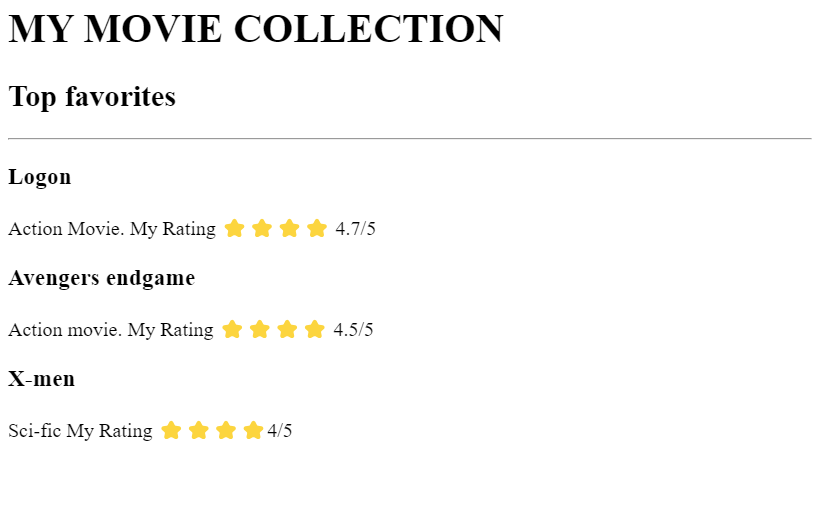 MY MOVIE COLLECTION
Top favorites
Logon
Action Movie. My Rating ⭐ ⭐ ⭐ ⭐ 4.7/5
Avengers endgame
Action movie. My Rating ⭐ ⭐ ⭐ ⭐ 4.5/5
X-men
Sci-fic My Rating ⭐ ⭐ ⭐ ⭐4/5